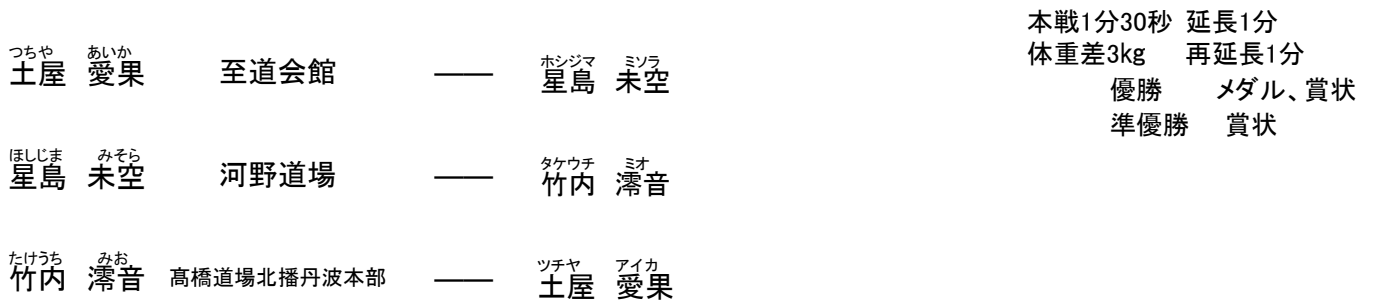 本戦1分30秒 延長1分
体重差3kg 再延長1分
優勝 メダル、賞状
準優勝 賞状
つちや あいか ホシジマ ミソラ
土屋 愛果 至道会館 ―― 星島 未空
ほしじま みそら タケウチ ミオ
星島 未空 河野道場 ―― 竹内 澪音
たけうち みお ツチヤ アイカ
竹内 澪音 髙橋道場北播丹波本部 ―― 土屋 愛果